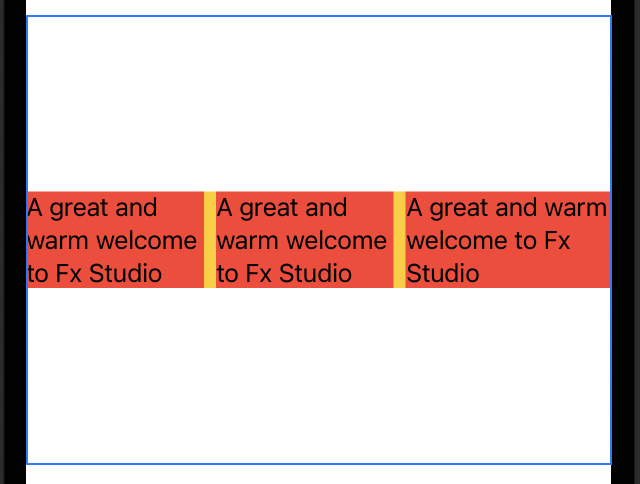 A great and
warm welcome
to Fx Studio
A great and
warm welcome
to Fx Studio
A great and warm
welcome to Fx
Studio